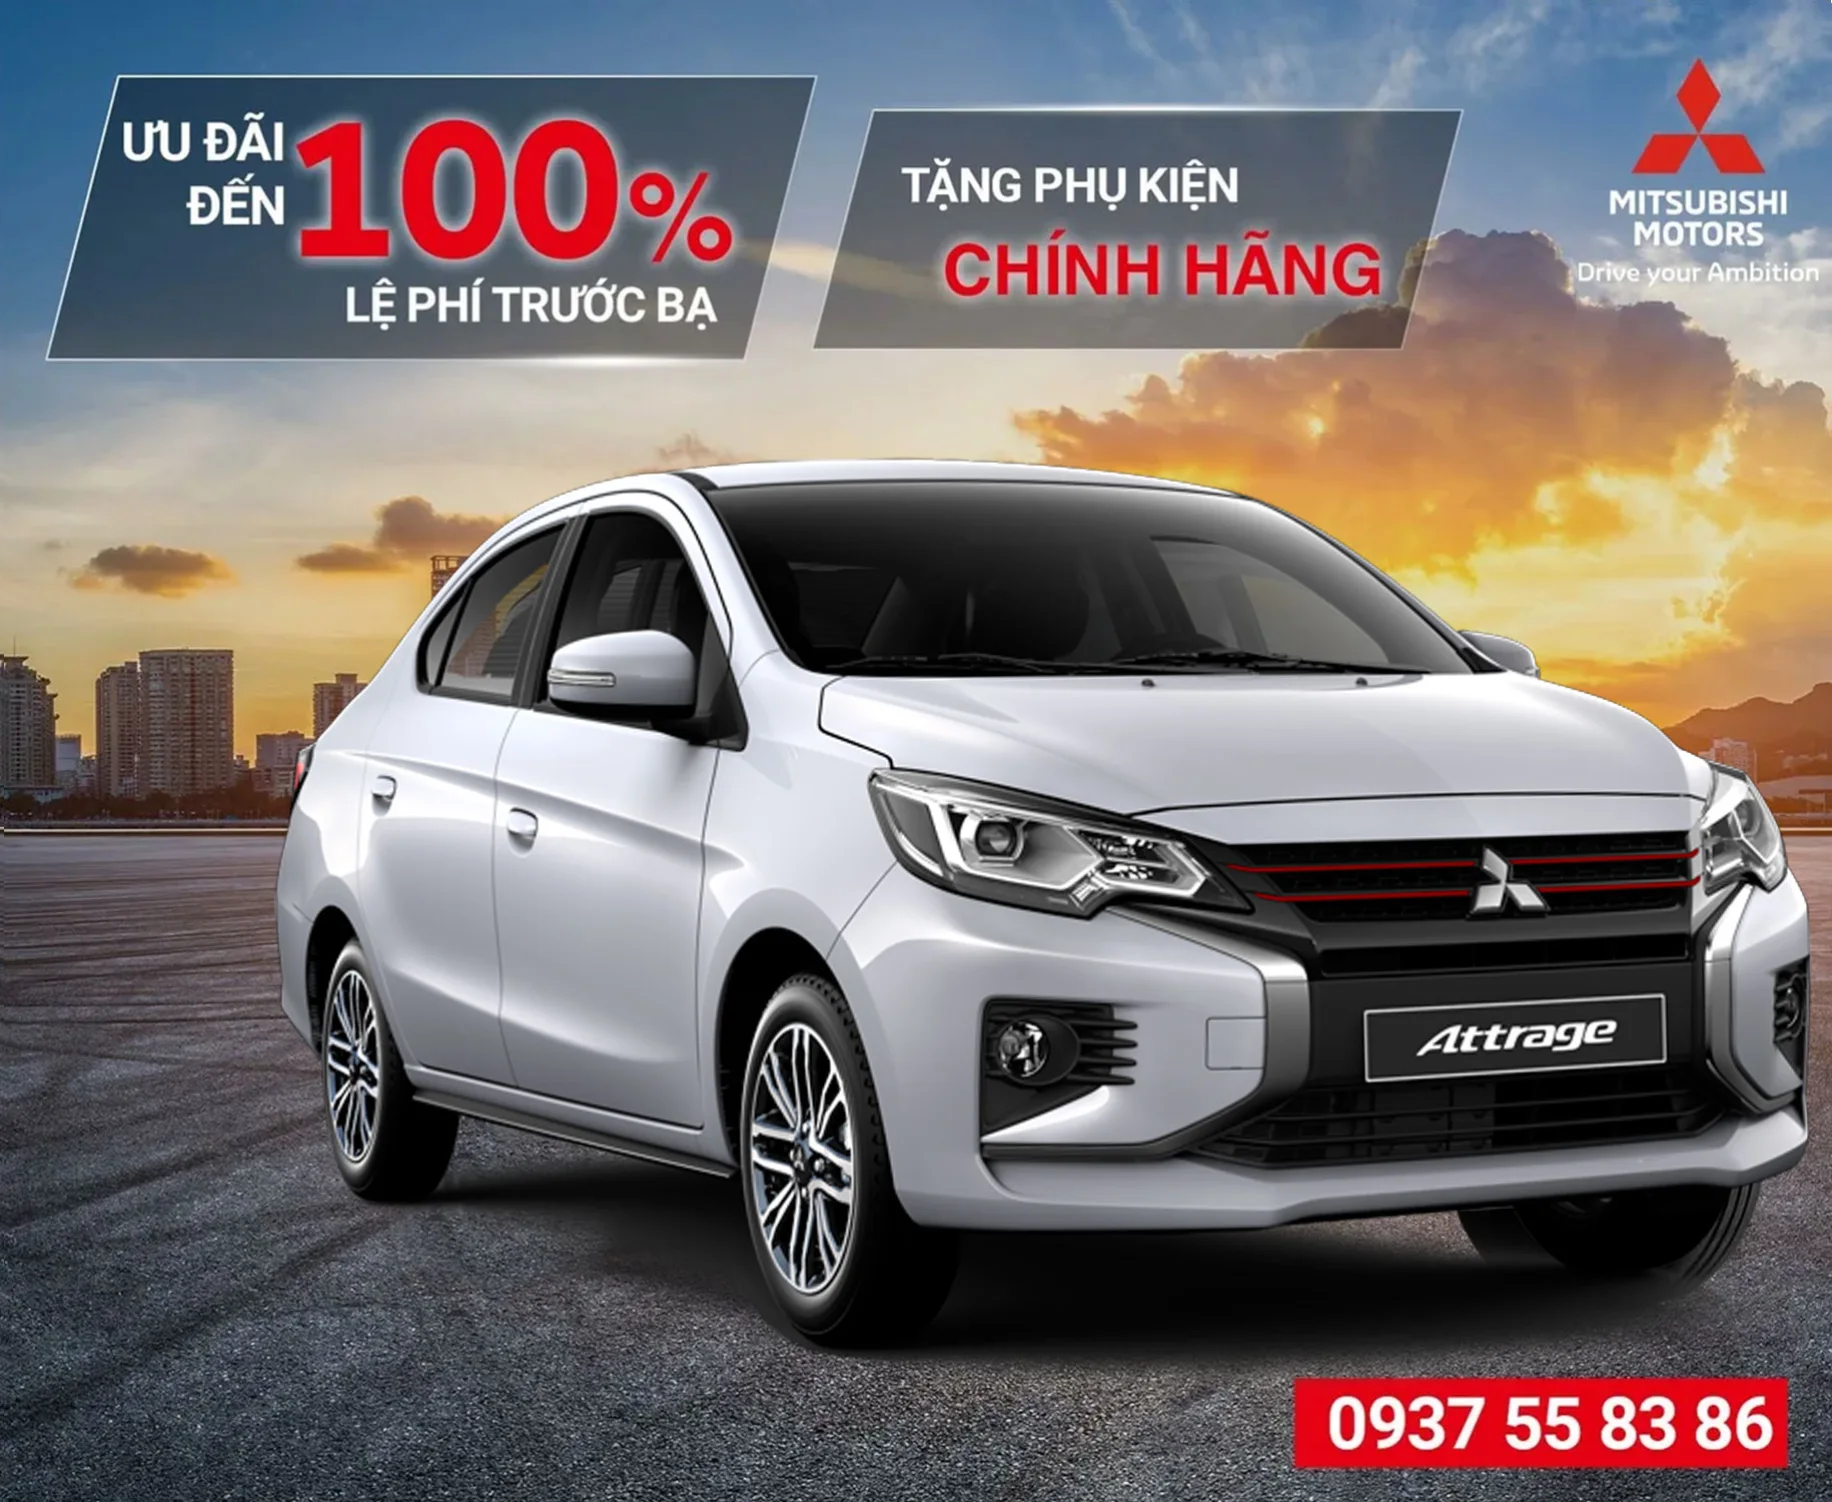 ƯU ĐÃI
ĐẾN 100%
LỆ PHÍ TRƯỚC BẠ
TẶNG PHỤ KIỆN
CHÍNH HÃNG
MITSUBISHI
MOTORS
Drive your Ambition
Attrage
0937 55 83 86